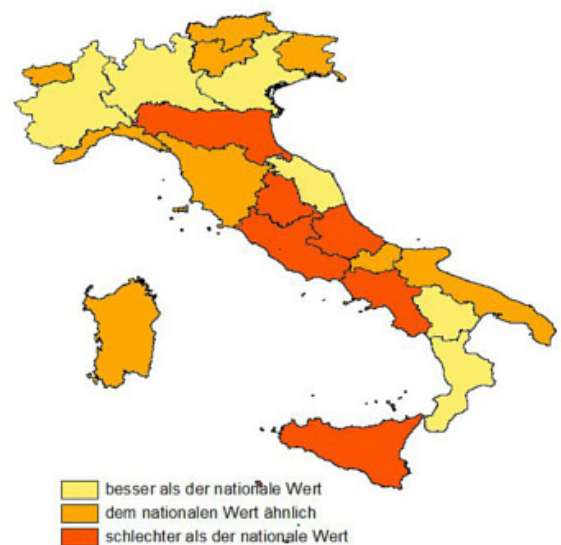 besser als der nationale Wert
dem nationalen Wert ähnlich
schlechter als der nationale Wert